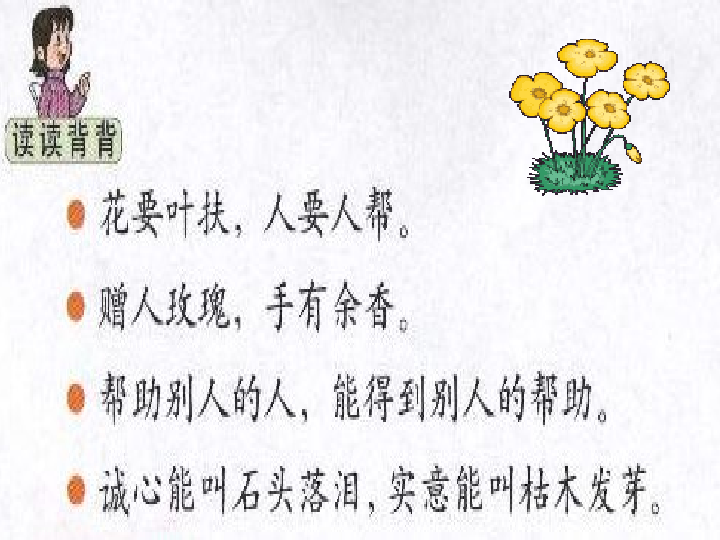 读读背背
花要叶扶，人要人帮。
赠人玫瑰，手有余香。
帮助别人的人，能得到别人的帮助。
诚心能叫石头落泪，实意能叫枯木发芽。